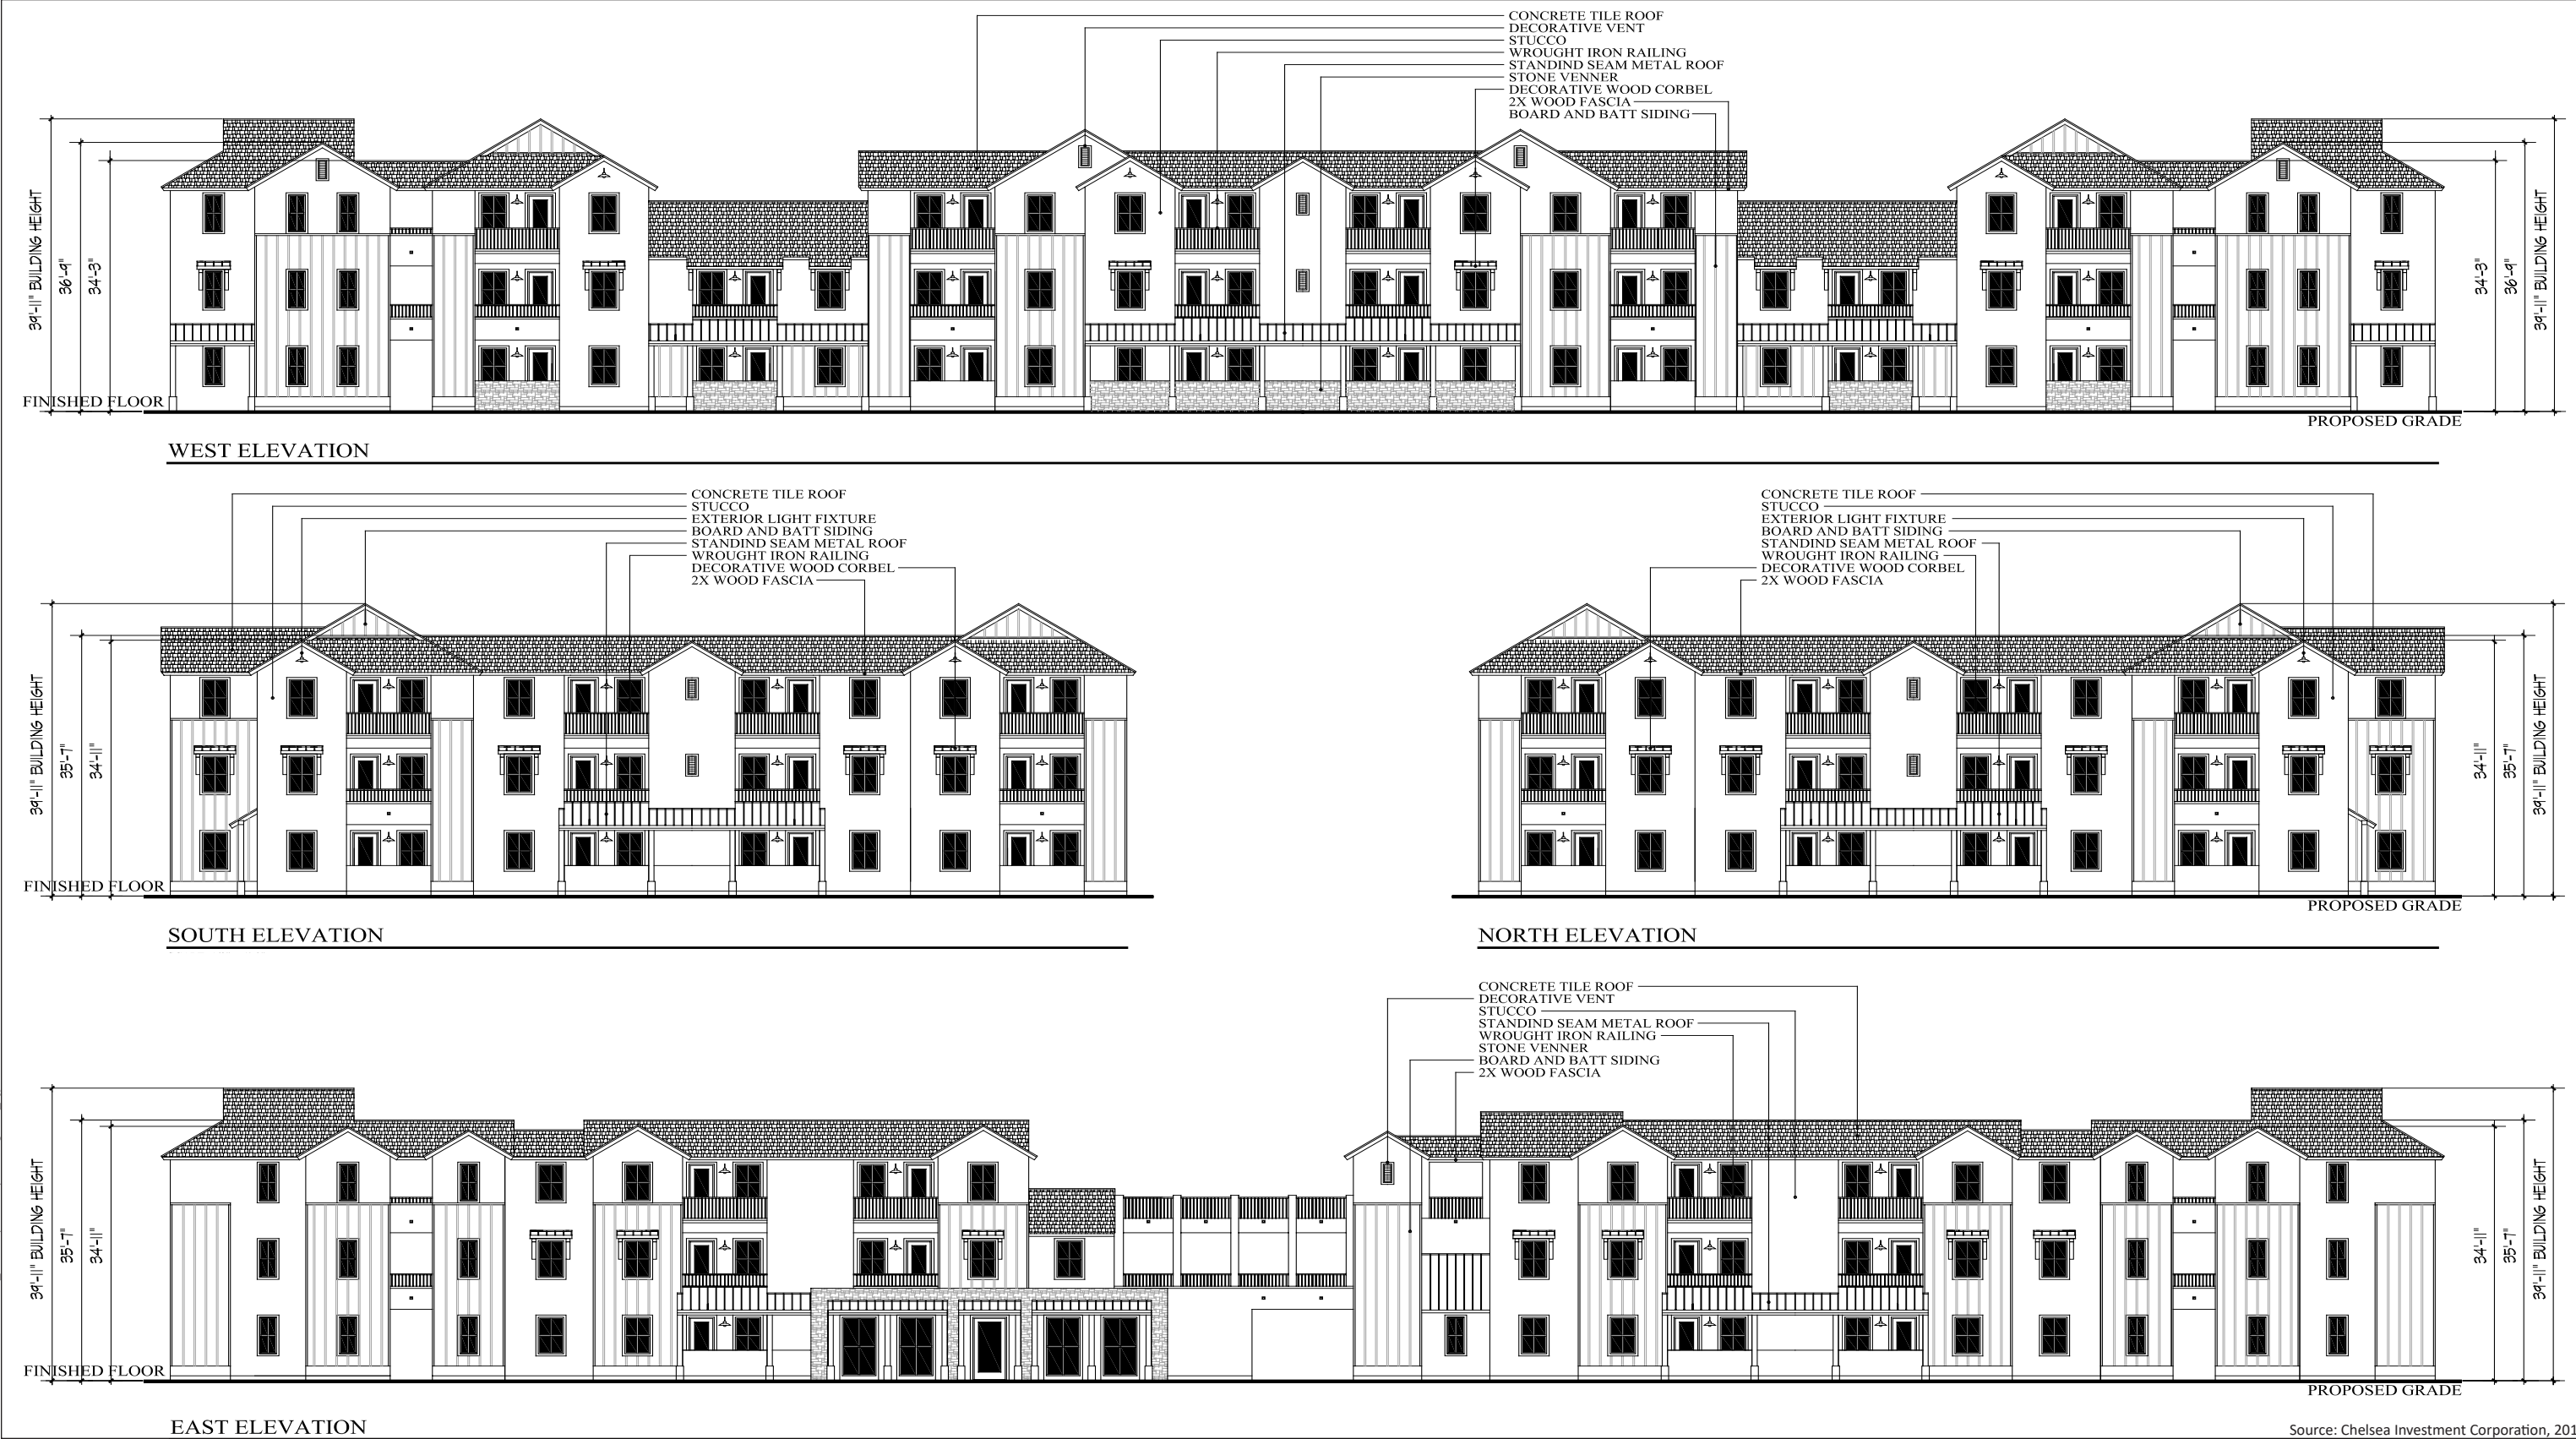 CONCRETE TILE ROOF
DECORATIVE VENT
STUCCO
WROUGHT IRON RAILING
STANDIND SEAM METAL ROOF
STONE VENNER
DECORATIVE WOOD CORBEL
2X WOOD FASCIA
BOARD AND BATT SIDING
39'-11" BUILDING HEIGHT
36'-9"
34'-3"
34'-3"
36'-9"
39'-11" BUILDING HEIGHT
FINISHED FLOOR
PROPOSED GRADE
WEST ELEVATION
CONCRETE TILE ROOF
STUCCO
EXTERIOR LIGHT FIXTURE
BOARD AND BATT SIDING
STANDIND SEAM METAL ROOF
WROUGHT IRON RAILING
DECORATIVE WOOD CORBEL
2X WOOD FASCIA
39'-11" BUILDING HEIGHT
35'-7"
34'-11"
FINISHED FLOOR
SOUTH ELEVATION
CONCRETE TILE ROOF
STUCCO
EXTERIOR LIGHT FIXTURE
BOARD AND BATT SIDING
STANDIND SEAM METAL ROOF
WROUGHT IRON RAILING
DECORATIVE WOOD CORBEL
2X WOOD FASCIA
34'-11"
35'-7"
39'-11" BUILDING HEIGHT
PROPOSED GRADE
NORTH ELEVATION
CONCRETE TILE ROOF
DECORATIVE VENT
STUCCO
STANDIND SEAM METAL ROOF
WROUGHT IRON RAILING
STONE VENNER
BOARD AND BATT SIDING
2X WOOD FASCIA
39'-11" BUILDING HEIGHT
35'-7"
34'-11"
34'-11"
35'-7"
39'-11" BUILDING HEIGHT
FINISHED FLOOR
PROPOSED GRADE
EAST ELEVATION
Source: Chelsea Investment Corporation, 201